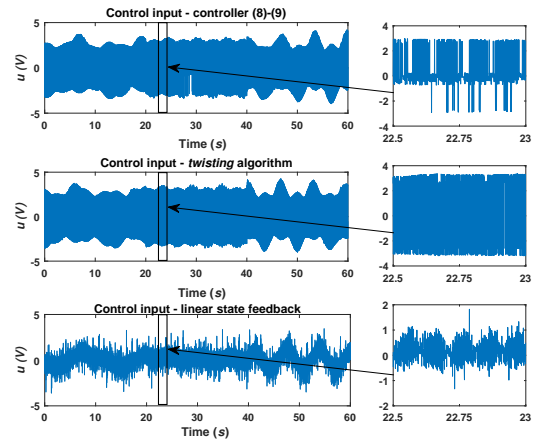 Control input - controller (8)-(9)
5
0
-5
u (V)
0 10 20 30 40 50 60
Time (s)
4
2
0
-2
-4
22.5 22.75 23
Control input - twisting algorithm
5
0
-5
u (V)
0 10 20 30 40 50 60
Time (s)
4
2
0
-2
-4
22.5 22.75 23
Control input - linear state feedback
5
0
-5
u (V)
0 10 20 30 40 50 60
Time (s)
2
1
0
-1
-2
22.5 22.75 23